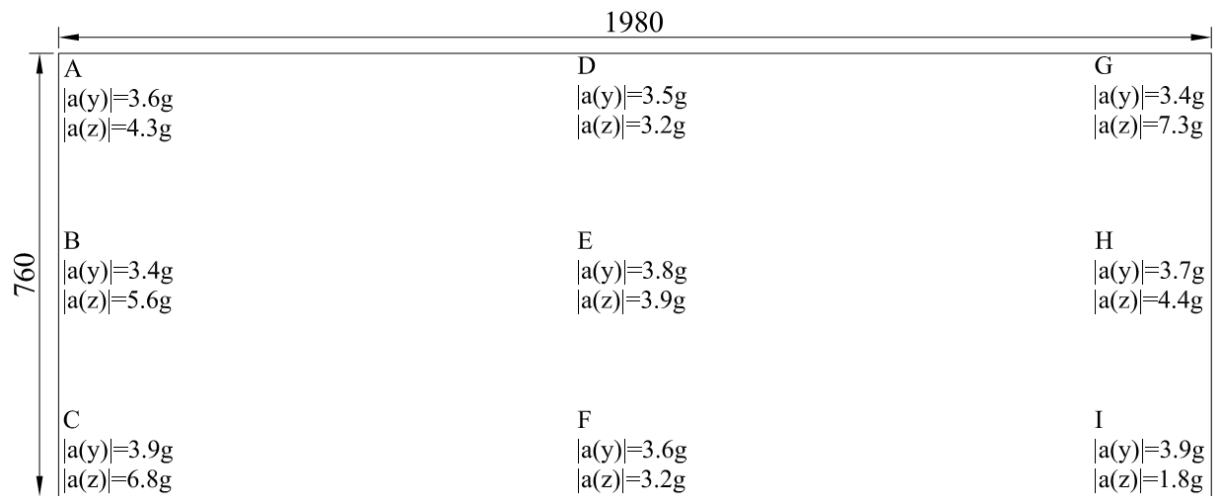 1980
760
A
|a(y)|=3.6g
|a(z)|=4.3g
D
|a(y)|=3.5g
|a(z)|=3.2g
G
|a(y)|=3.4g
|a(z)|=7.3g
B
|a(y)|=3.4g
|a(z)|=5.6g
E
|a(y)|=3.8g
|a(z)|=3.9g
H
|a(y)|=3.7g
|a(z)|=4.4g
C
|a(y)|=3.9g
|a(z)|=6.8g
F
|a(y)|=3.6g
|a(z)|=3.2g
I
|a(y)|=3.9g
|a(z)|=1.8g